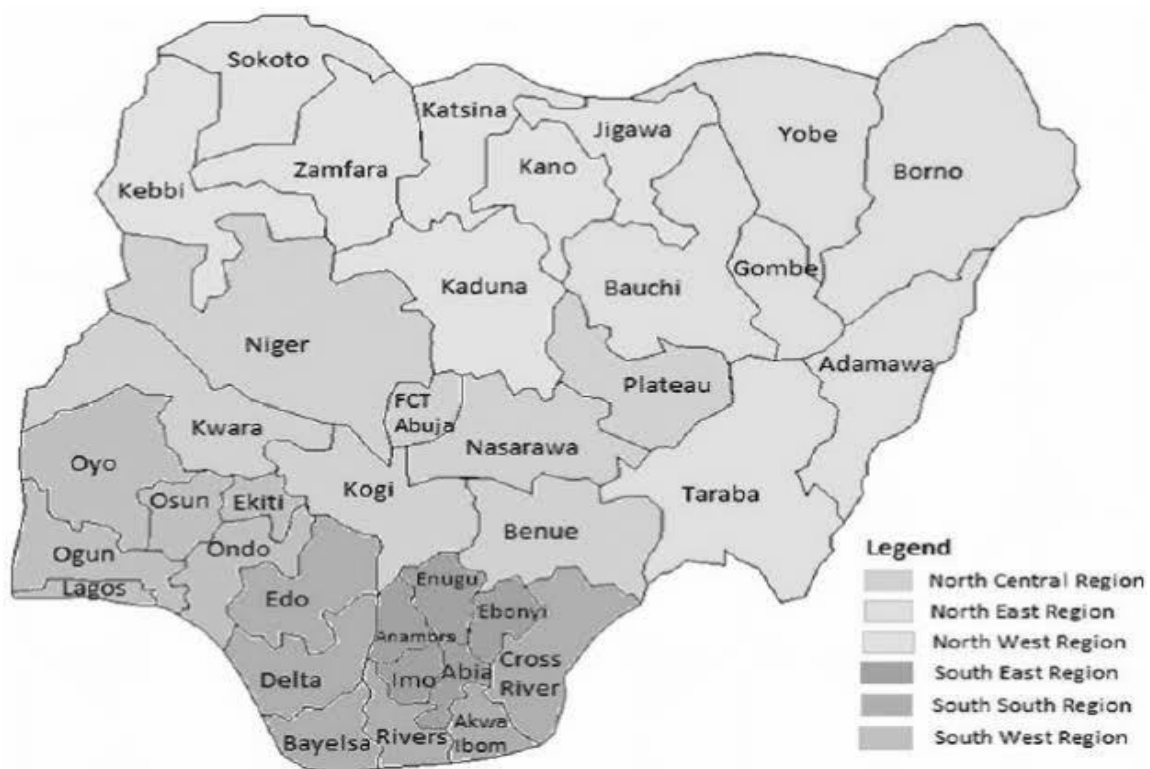 Sokoto
Katsina
Jigawa
Yobe
Borno
Kano
Zamfara
Kebbi
Gombe
Kaduna
Bauchi
Niger
Adamawa
Plateau
FCT
Abuja
Kwara
Nasarawa
Oyo
Kogi
Taraba
Osun
Ekiti
Benue
Ogun
Ondo
Lagos
Enugu
Edo
Ebonyi
Anambrs
Cross
River
Delta
Imo
Abia
Akwa
Ibom
Bayelsa
Rivers
Legend
North Central Region
North East Region
North West Region
South East Region
South South Region
South West Region